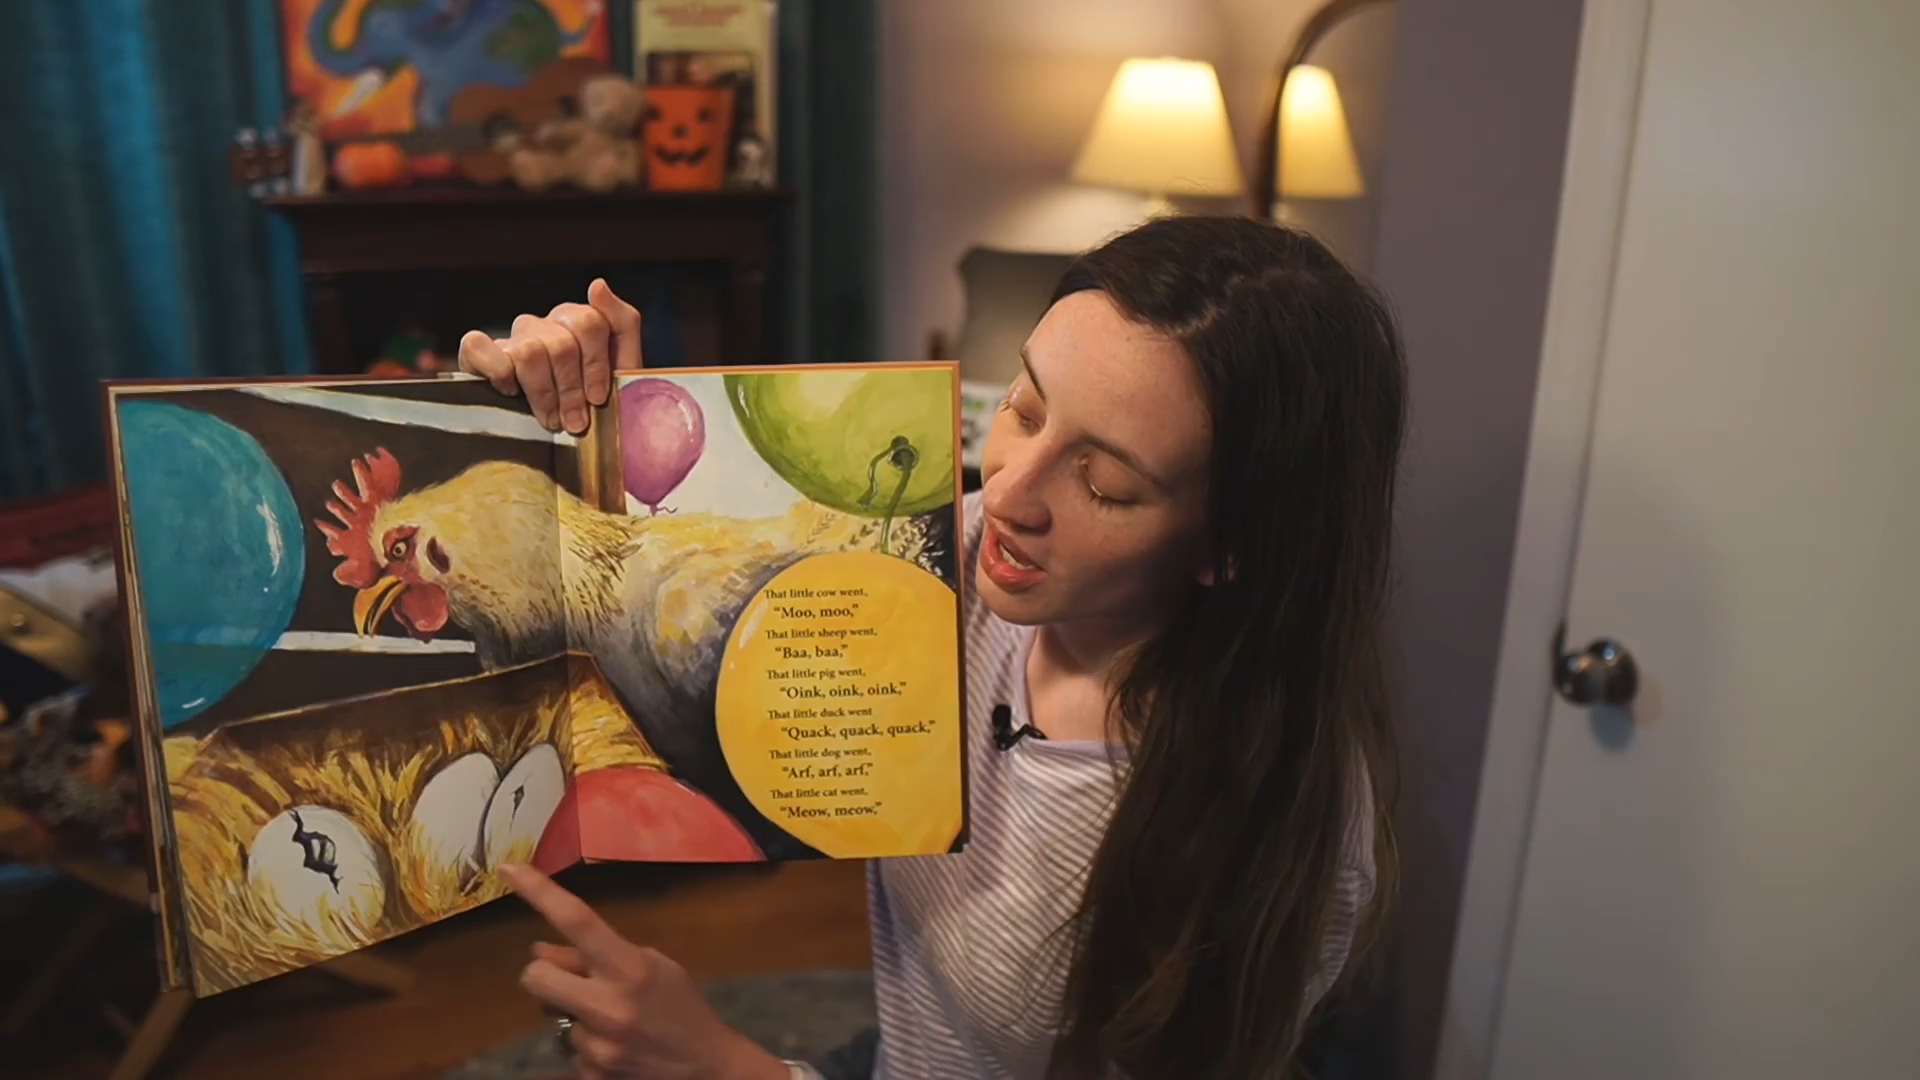 That little cow went,
“Moo, moo,”
That little sheep went,
“Baa, baa,”
That little pig went,
“Oink, oink, oink,”
That little duck went
“Quack, quack, quack,”
That little dog went,
“Arf, arf, arf,”
That little cat went,
“Meow, meow,”